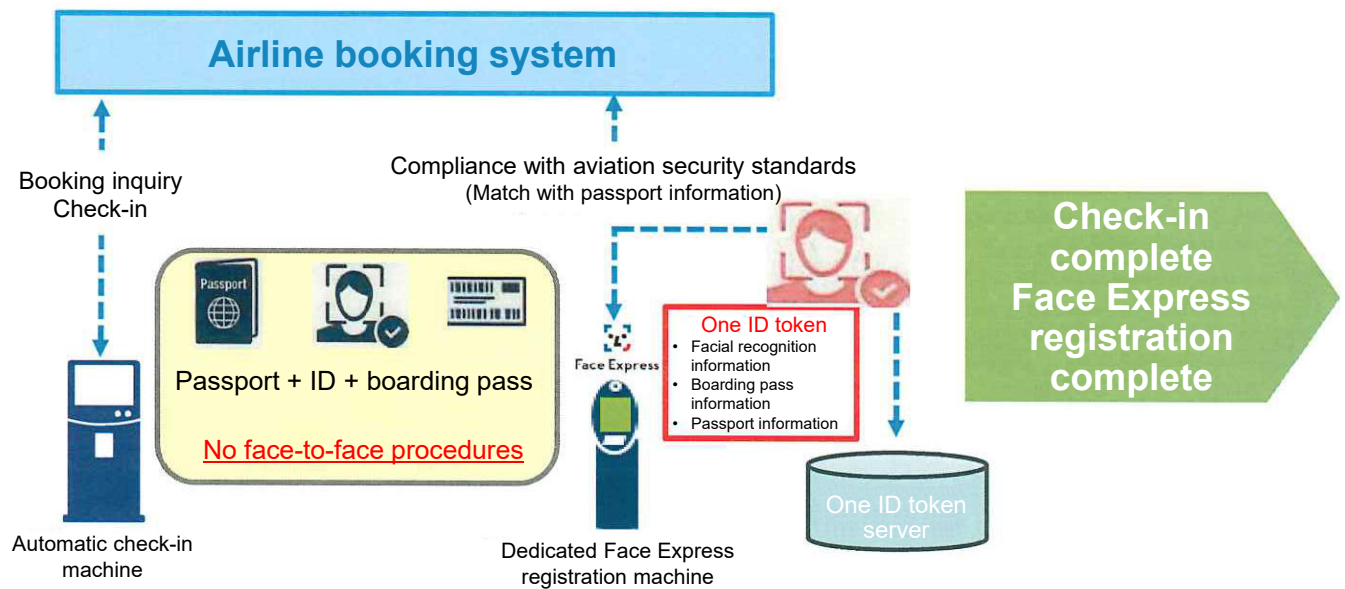 Airline booking system
Booking inquiry
Check-in
Compliance with aviation security standards
(Match with passport information)
Passport
Passport + ID + boarding pass
No face-to-face procedures
Face Express
One ID token
• Facial recognition
information
• Boarding pass
information
• Passport information
One ID token
server
Automatic check-in
machine
Dedicated Face Express
registration machine
Check-in
complete
Face Express
registration
complete